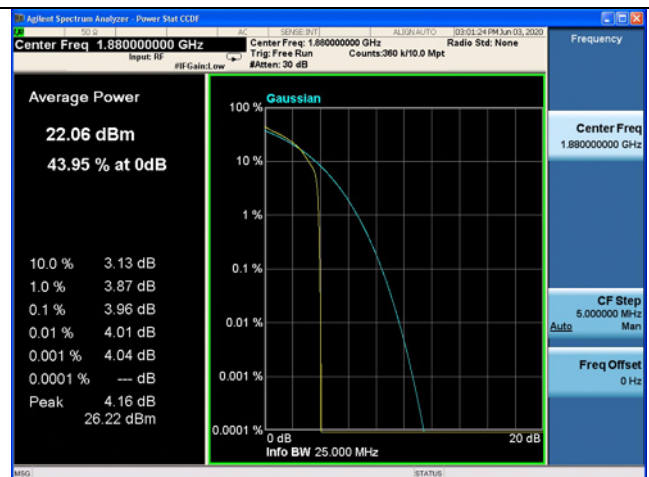 Agilent Spectrum Analyzer - Power Stat CCDF
50 Ω AC SENSE:INT ALIGN AUTO 03:01:24 PM Jun 03, 2020
Center Freq 1.880000000 GHz
Input: RF
#IFGain:Low
Center Freq: 1.880000000 GHz
Radio Std: None
Trig: Free Run
Counts:360 k/10.0 Mpt
#Atten: 30 dB
Frequency
Average Power
22.06 dBm
43.95 % at 0dB
10.0 % 3.13 dB
1.0 % 3.87 dB
0.1 % 3.96 dB
0.01 % 4.01 dB
0.001 % 4.04 dB
0.0001 % --- dB
Peak 4.16 dB
26.22 dBm
Gaussian
100 %
10 %
1 %
0.1 %
0.01 %
0.001 %
0.0001 %
0 dB
20 dB
Info BW 25.000 MHz
Center Freq
1.880000000 GHz
CF Step
5.000000 MHz
Auto Man
Freq Offset
0 Hz
MSG
STATUS